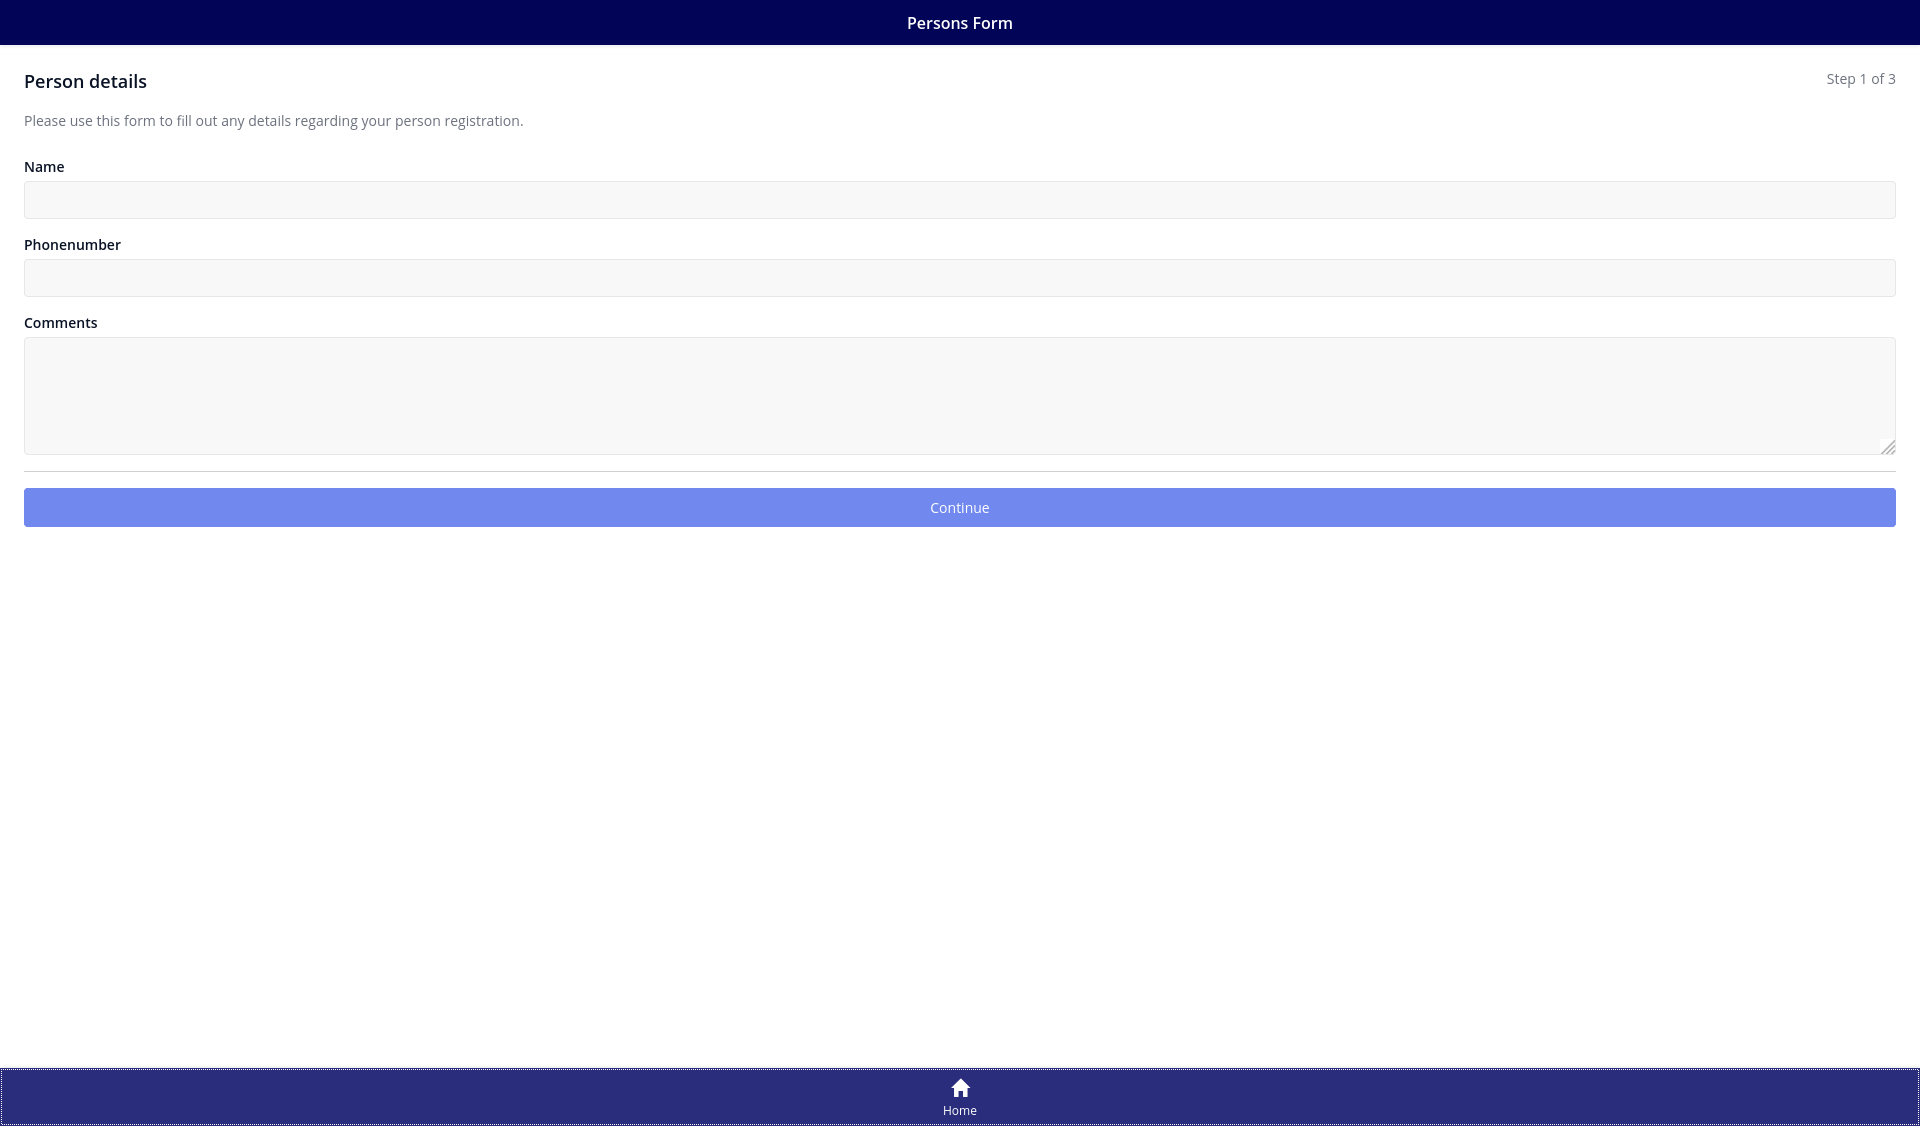 Persons Form
Person details
Step 1 of 3
Please use this form to fill out any details regarding your person registration.
Name
Phonenumber
Comments
Continue
Home